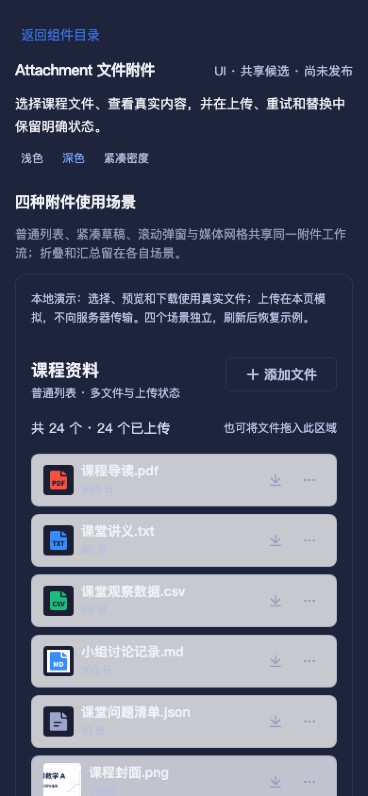 返回组件目录
Attachment 文件附件
UI · 共享候选 · 尚未发布
选择课程文件、查看真实内容，并在上传、重试和替换中
保留明确状态。
浅色 深色 紧凑密度
四种附件使用场景
普通列表、紧凑草稿、滚动弹窗与媒体网格共享同一附件工作
流；折叠和汇总留在各自场景。
本地演示：选择、预览和下载使用真实文件；上传在本页模
拟，不向服务器传输。四个场景独立，刷新后恢复示例。
课程资料
＋ 添加文件
普通列表 · 多文件与上传状态
共 24 个 · 24 个已上传
也可将文件拖入此区域
PDF
课程导读.pdf
TXT
课堂讲义.txt
CSV
课堂观察数据.csv
MD
小组讨论记录.md
课堂问题清单.json
数学 A
课程封面.png